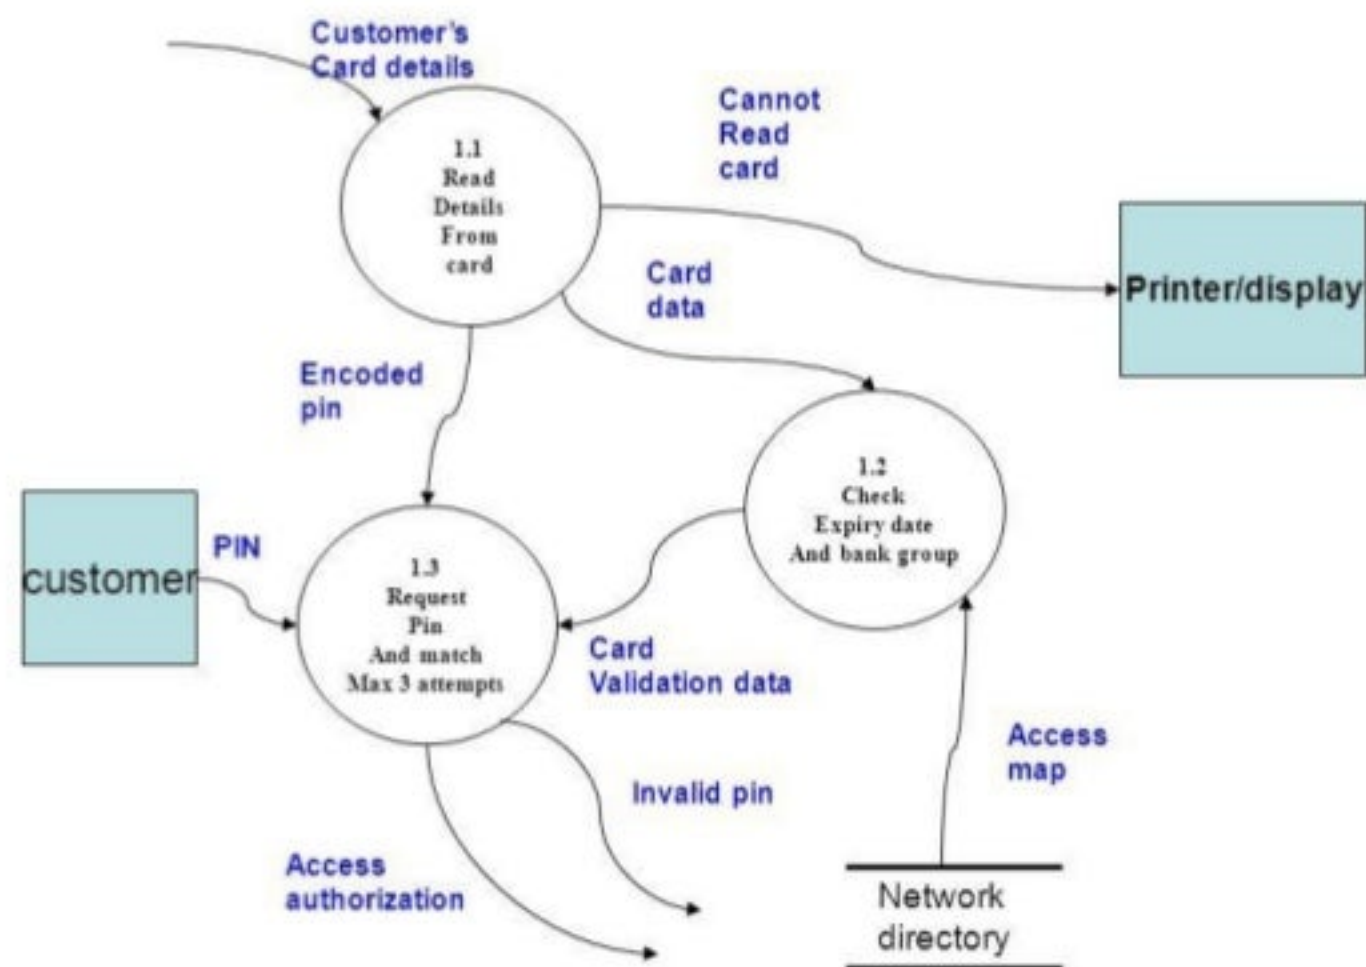 Customer's
Card details
Cannot
Read
card
1.1
Read
Details
From
card
Card
data
Printer/display
Encoded
pin
1.2
Check
Expiry date
And bank group
customer
PIN
1.3
Request
Pin
And match
Max 3 attempts
Card
Validation data
Access
map
Invalid pin
Access
authorization
Network
directory